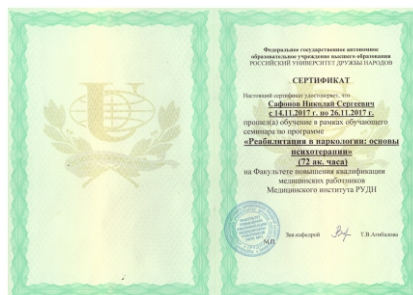 Федеральное государственное автономное
образовательное учреждение высшего образования
РОССИЙСКИЙ УНИВЕРСИТЕТ ДРУЖБЫ НАРОДОВ
СЕРТИФИКАТ
Настоящий сертификат удостоверяет, что
Сафонов Николай Сергеевич
с 14.11.2017 г. по 26.11.2017 г.
прошел(а) обучение в рамках обучающего
семинара по программе
«Реабилитация в наркологии: основы
психотерапии»
(72 ак. часа)
на Факультете повышения квалификации
медицинских работников
Медицинского института РУДН
Зав.кафедрой Т.В.Агибалова
М.П.